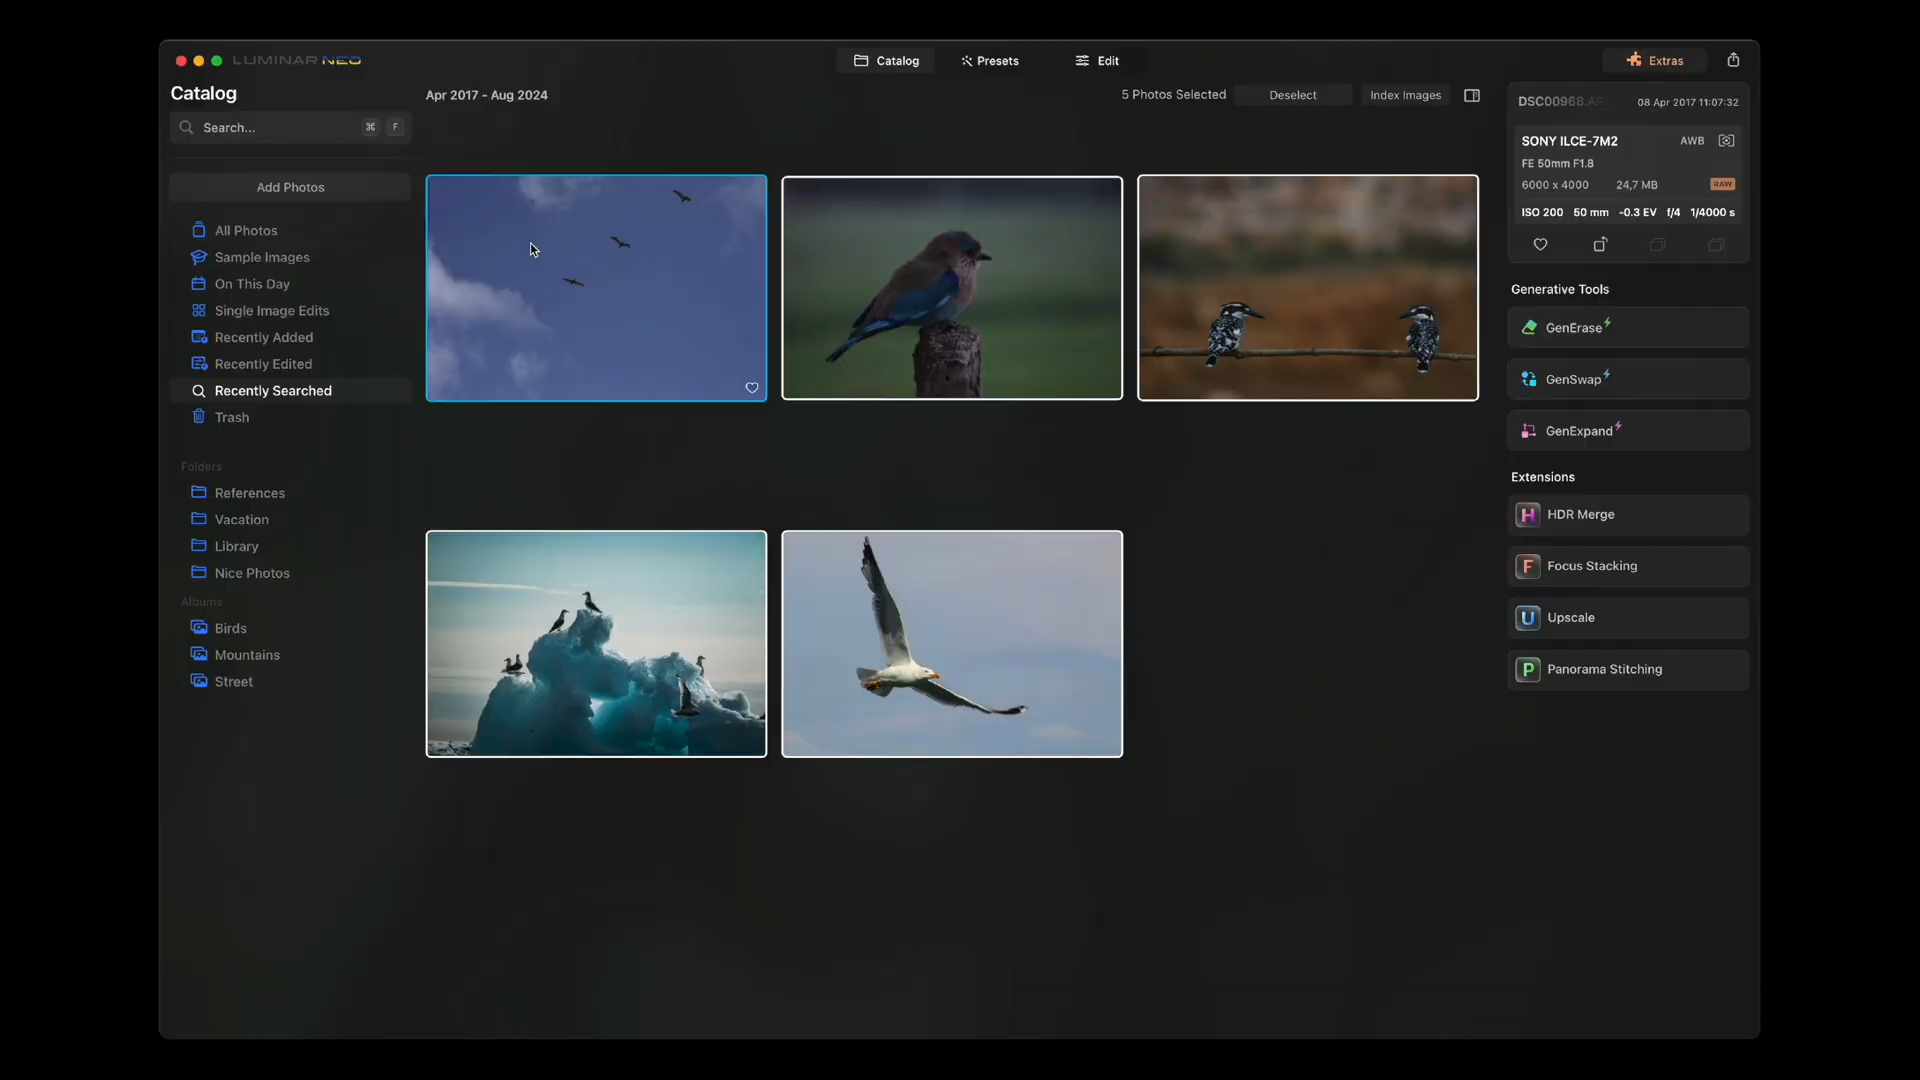 LUMINAR NEO
Catalog
Presets
Edit
Extras
Catalog
Apr 2017 - Aug 2024
5 Photos Selected
Deselect
Index Images
Search...
⌘ F
Add Photos
All Photos
Sample Images
On This Day
Single Image Edits
Recently Added
Recently Edited
Recently Searched
Trash
Folders
References
Vacation
Library
Nice Photos
Albums
Birds
Mountains
Street
DSC00968.AR
08 Apr 2017 11:07:32
SONY ILCE-7M2
AWB
FE 50mm F1.8
6000 x 4000 24,7 MB
RAW
ISO 200 50 mm -0.3 EV f/4 1/4000 s
Generative Tools
GenErase
GenSwap
GenExpand
Extensions
H HDR Merge
F Focus Stacking
U Upscale
P Panorama Stitching